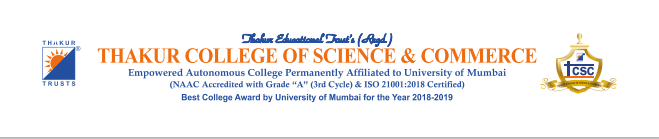 Thakur Educational Trust's (Regd.)
THAKUR COLLEGE OF SCIENCE & COMMERCE
Empowered Autonomous College Permanently Affiliated to University of Mumbai
(NAAC Accredited with Grade “A” (3rd Cycle) & ISO 21001:2018 Certified)
Best College Award by University of Mumbai for the Year 2018-2019
THAKUR
®
TRUSTS
tcsc